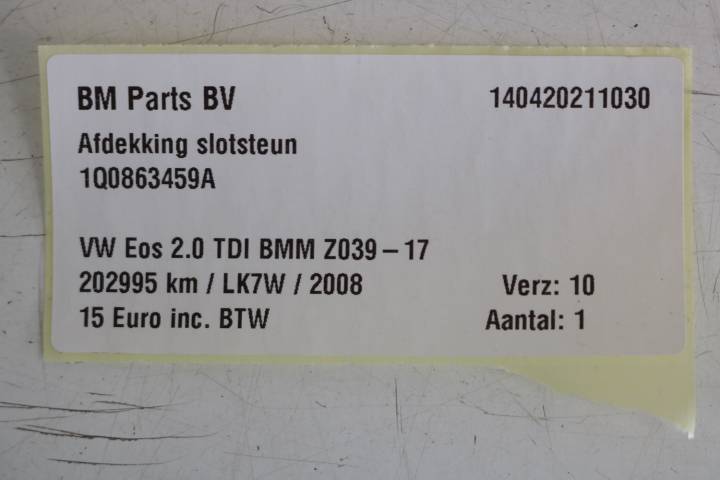 BM Parts BV 140420211030
Afdekking slotsteun
1Q0863459A
VW Eos 2.0 TDI BMM Z039-17
202995 km / LK7W / 2008 Verz: 10
15 Euro inc. BTW Aantal: 1